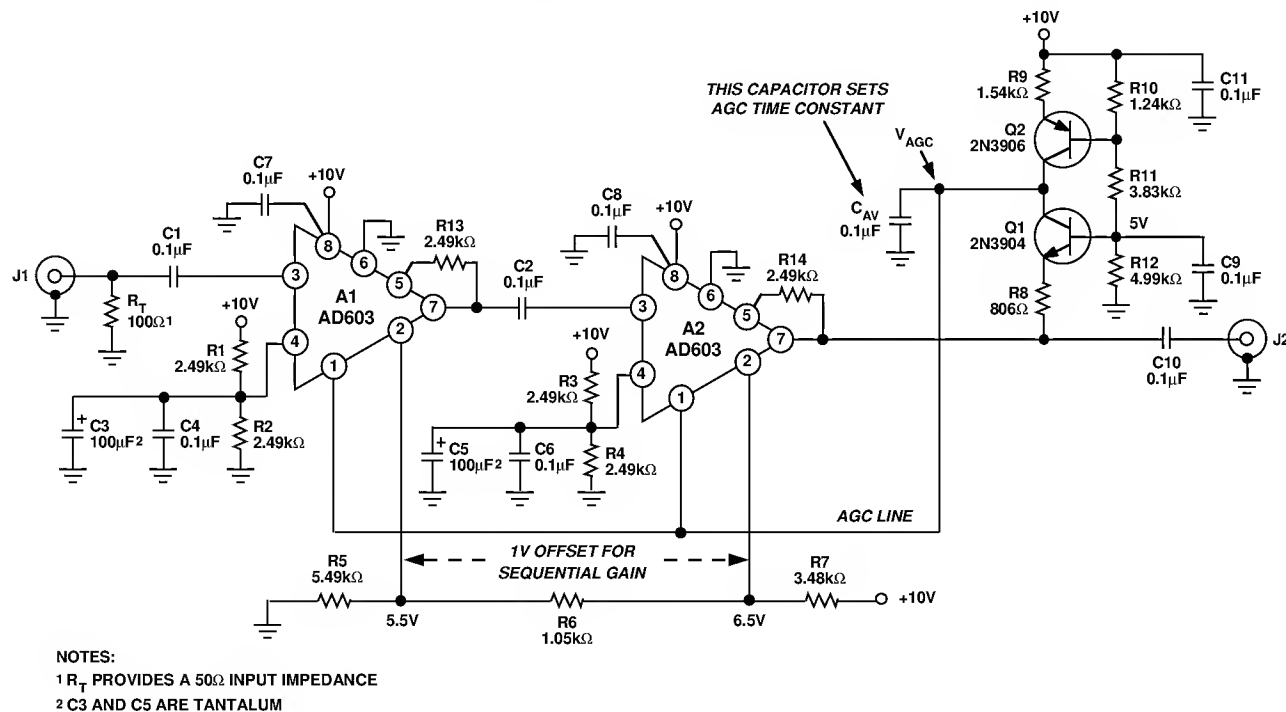 +10V
R9
1.54kΩ
R10
1.24kΩ
C11
0.1µF
THIS CAPACITOR SETS
AGC TIME CONSTANT
Q2
2N3906
VAGC
R11
3.83kΩ
CAV
0.1µF
Q1
2N3904
5V
R12
4.99kΩ
C9
0.1µF
R8
806Ω
C7
0.1µF
+10V
8
6
5
R13
2.49kΩ
C8
0.1µF
+10V
8
6
5
R14
2.49kΩ
J1
C1
0.1µF
3
A1
AD603
7
C2
0.1µF
3
A2
AD603
7
J2
C10
0.1µF
RT
100Ω1
+10V
4
2
1
R1
2.49kΩ
+10V
4
2
1
R3
2.49kΩ
+
C3
100µF2
C4
0.1µF
R2
2.49kΩ
+
C5
100µF2
C6
0.1µF
R4
2.49kΩ
AGC LINE
1V OFFSET FOR
SEQUENTIAL GAIN
R5
5.49kΩ
5.5V
R6
1.05kΩ
6.5V
R7
3.48kΩ
+10V
NOTES:
1 RT PROVIDES A 50Ω INPUT IMPEDANCE
2 C3 AND C5 ARE TANTALUM